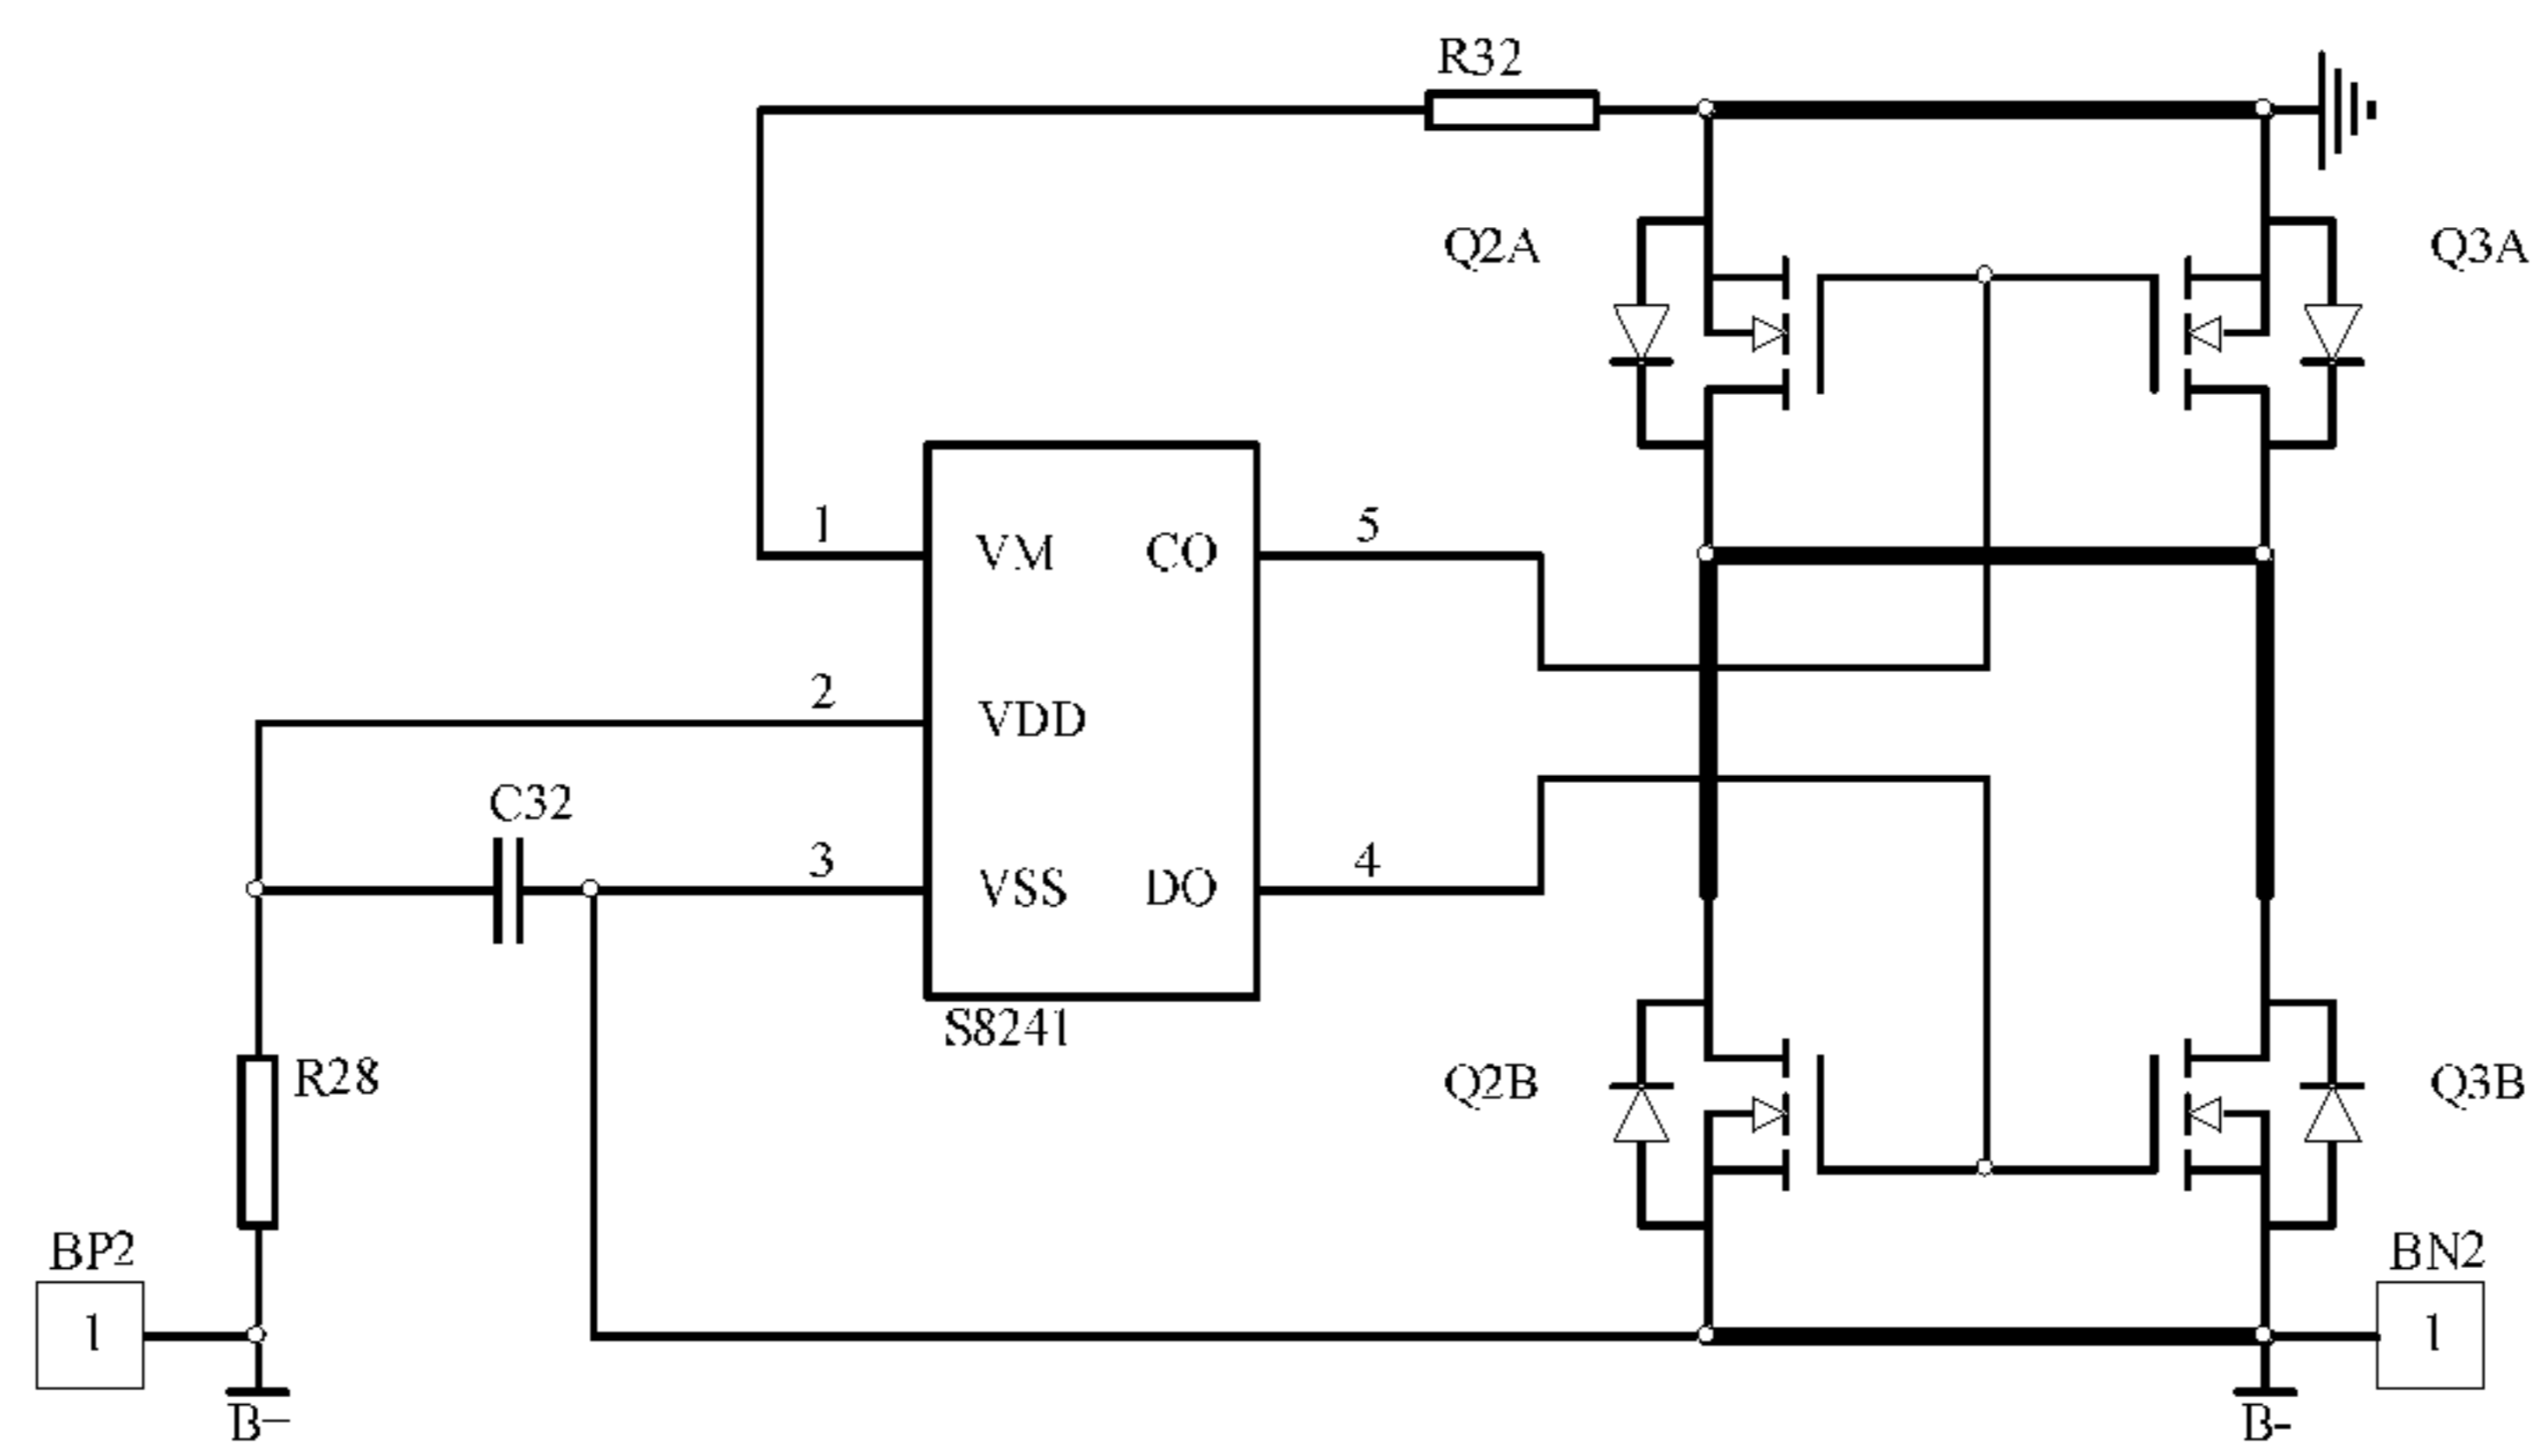 R32
Q2A
Q3A
1
VM
CO
5
2
VDD
C32
3
VSS
DO
4
S8241
R28
Q2B
Q3B
BP2
1
BN2
1
B−
B-